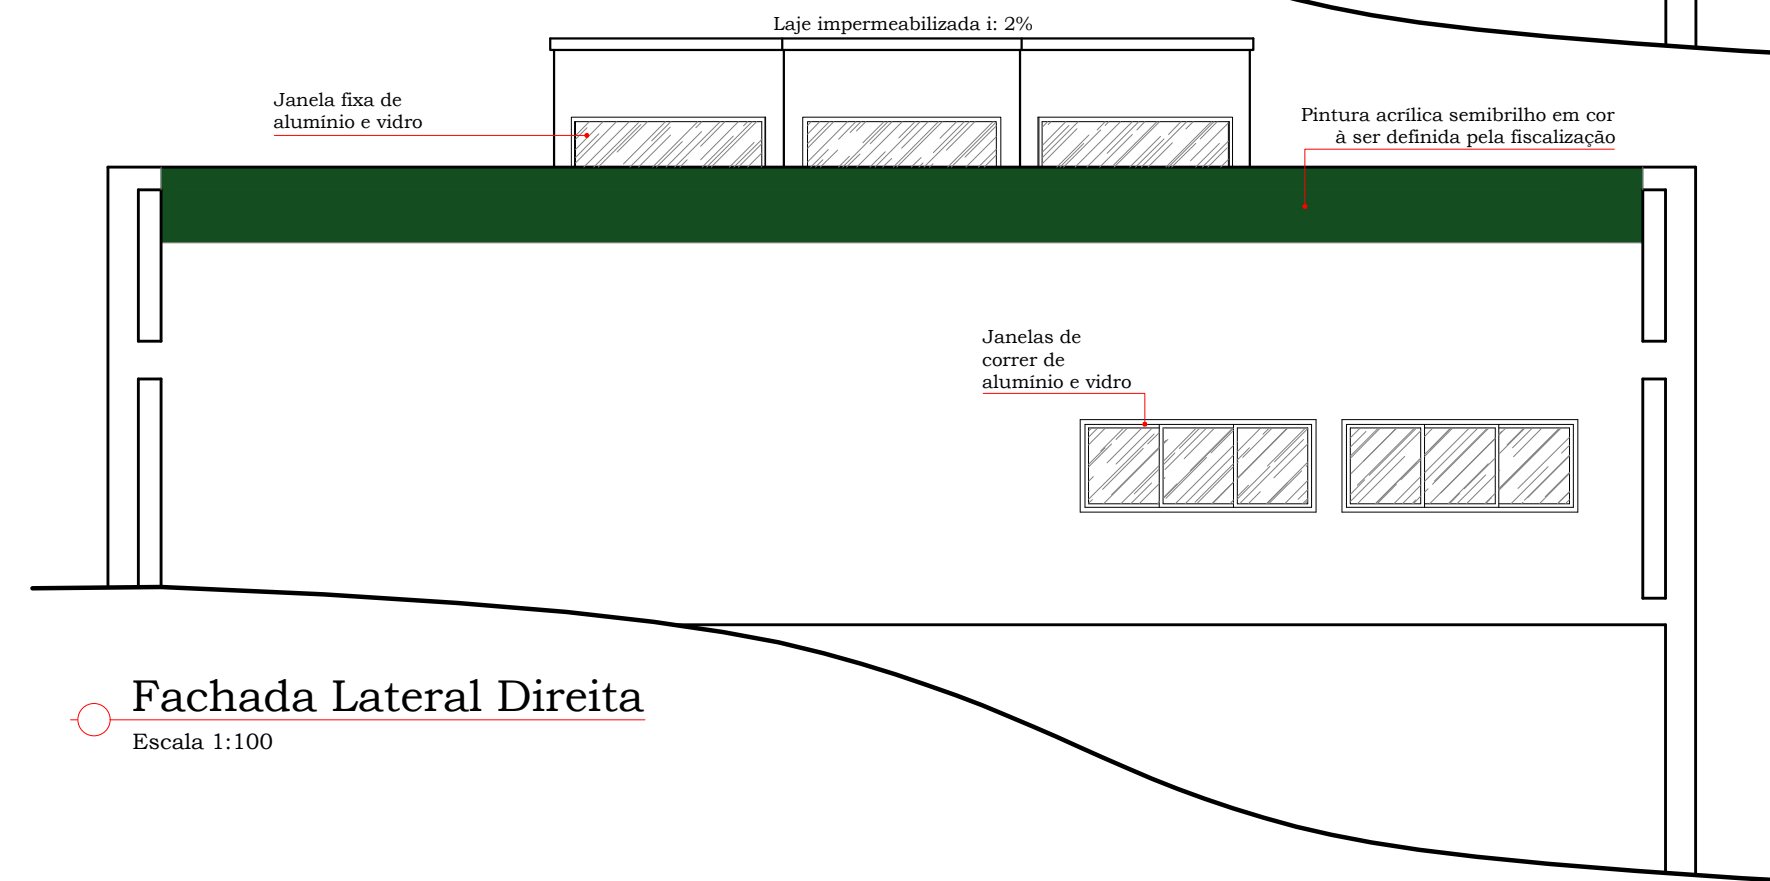 Laje impermeabilizada i: 2%
Janela fixa de
alumínio e vidro
Pintura acrílica semibrilho em cor
à ser definida pela fiscalização
Janelas de
correr de
alumínio e vidro
Fachada Lateral Direita
Escala 1:100